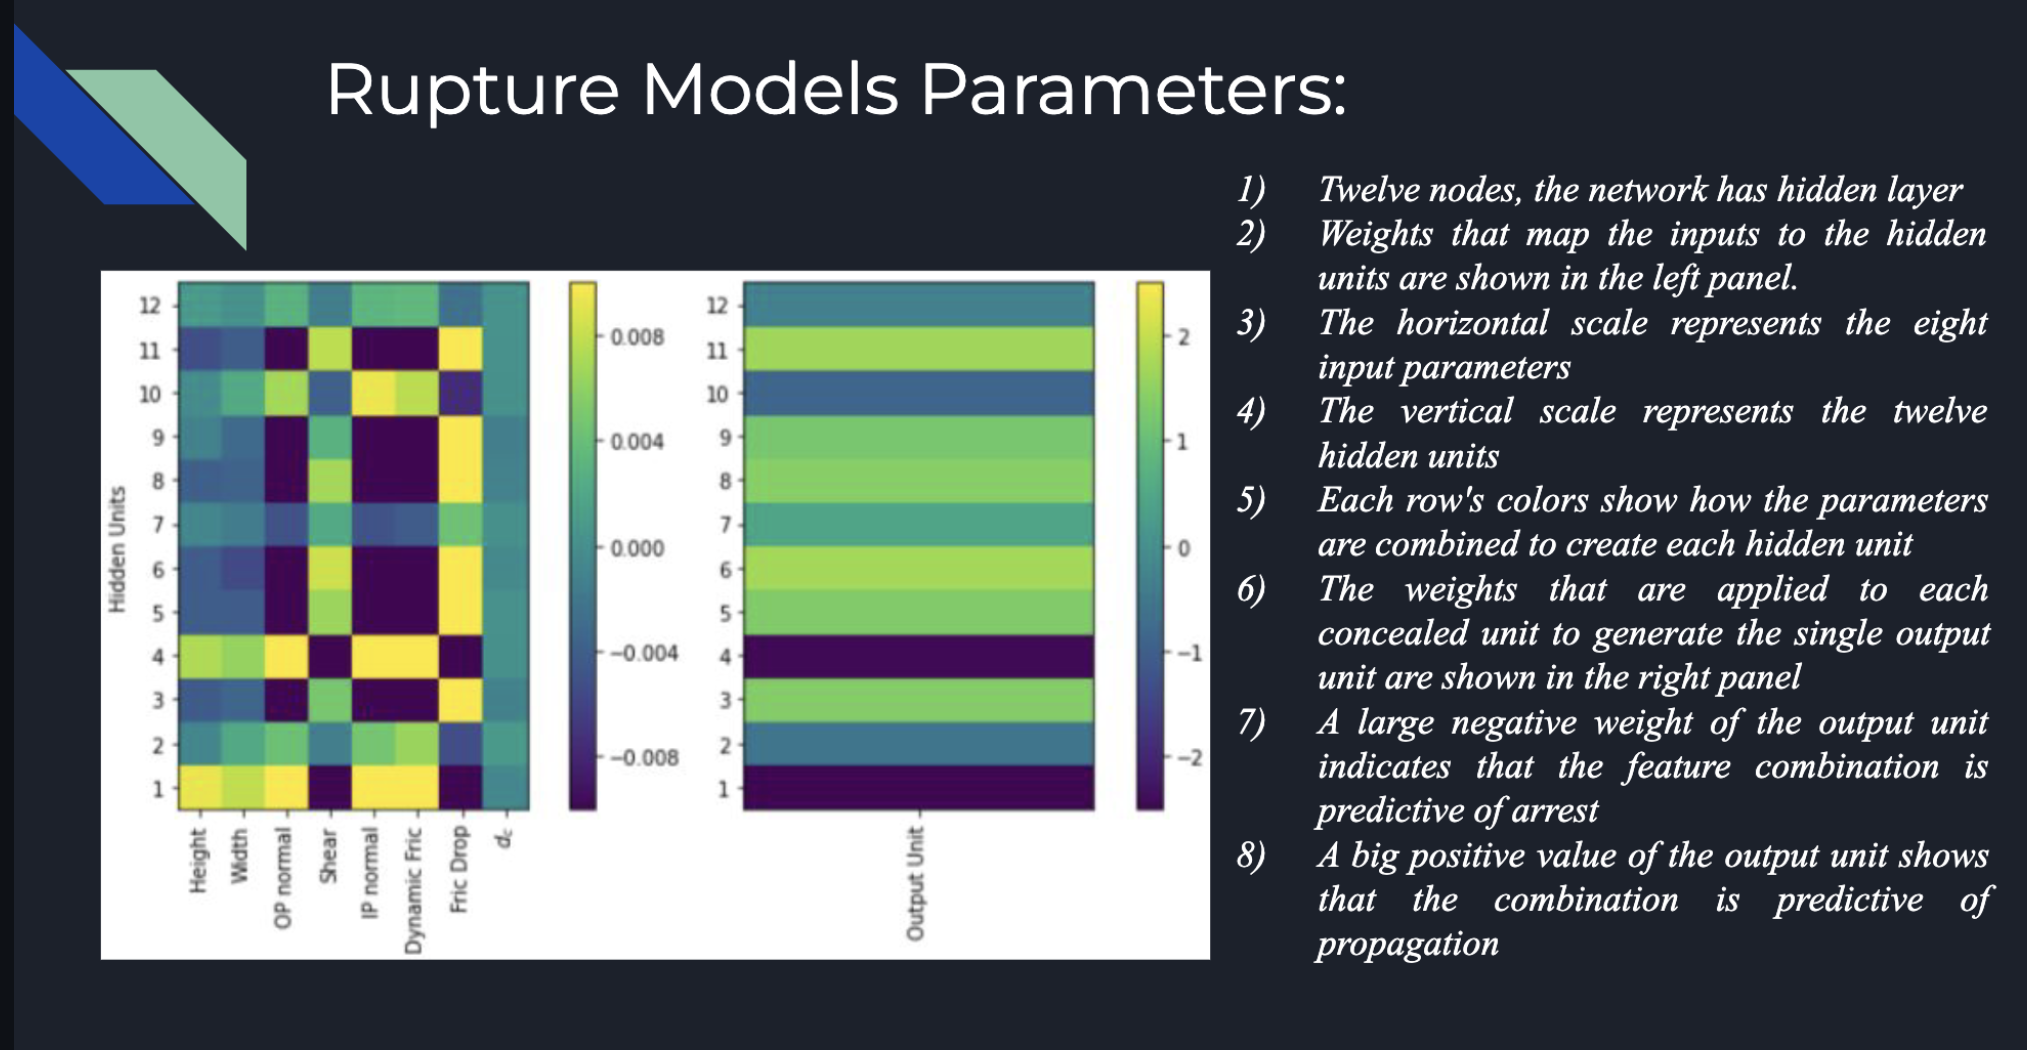 Rupture Models Parameters:
1) Twelve nodes, the network has hidden layer
2) Weights that map the inputs to the hidden
units are shown in the left panel.
3) The horizontal scale represents the eight
input parameters
4) The vertical scale represents the twelve
hidden units
5) Each row's colors show how the parameters
are combined to create each hidden unit
6) The weights that are applied to each
concealed unit to generate the single output
unit are shown in the right panel
7) A large negative weight of the output unit
indicates that the feature combination is
predictive of arrest
8) A big positive value of the output unit shows
that the combination is predictive of
propagation
Hidden Units
12
11
10
9
8
7
6
5
4
3
2
1
Height
Width
OP normal
Shear
IP normal
Dynamic Fric
Fric Drop
dc
0.008
0.004
0.000
−0.004
−0.008
12
11
10
9
8
7
6
5
4
3
2
1
Output Unit
2
1
0
−1
−2